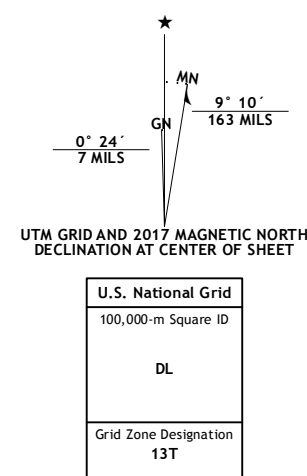 MN
9° 10´
163 MILS
GN
0° 24´
7 MILS
UTM GRID AND 2017 MAGNETIC NORTH
DECLINATION AT CENTER OF SHEET
U.S. National Grid
100,000-m Square ID
DL
Grid Zone Designation
13T